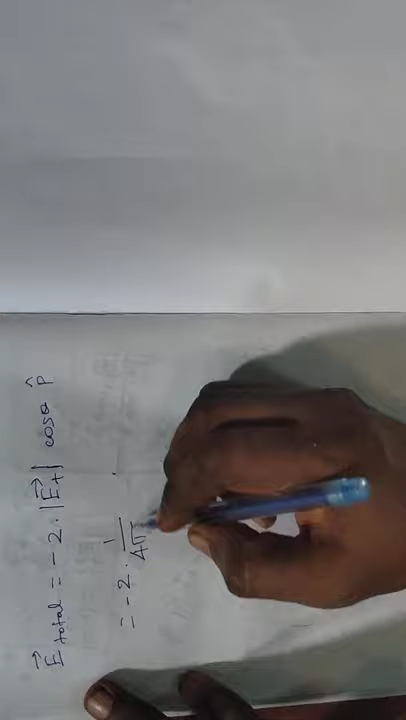 E⃗total = -2 · |E⃗+| cosα p̂
= -2 · 1/4π